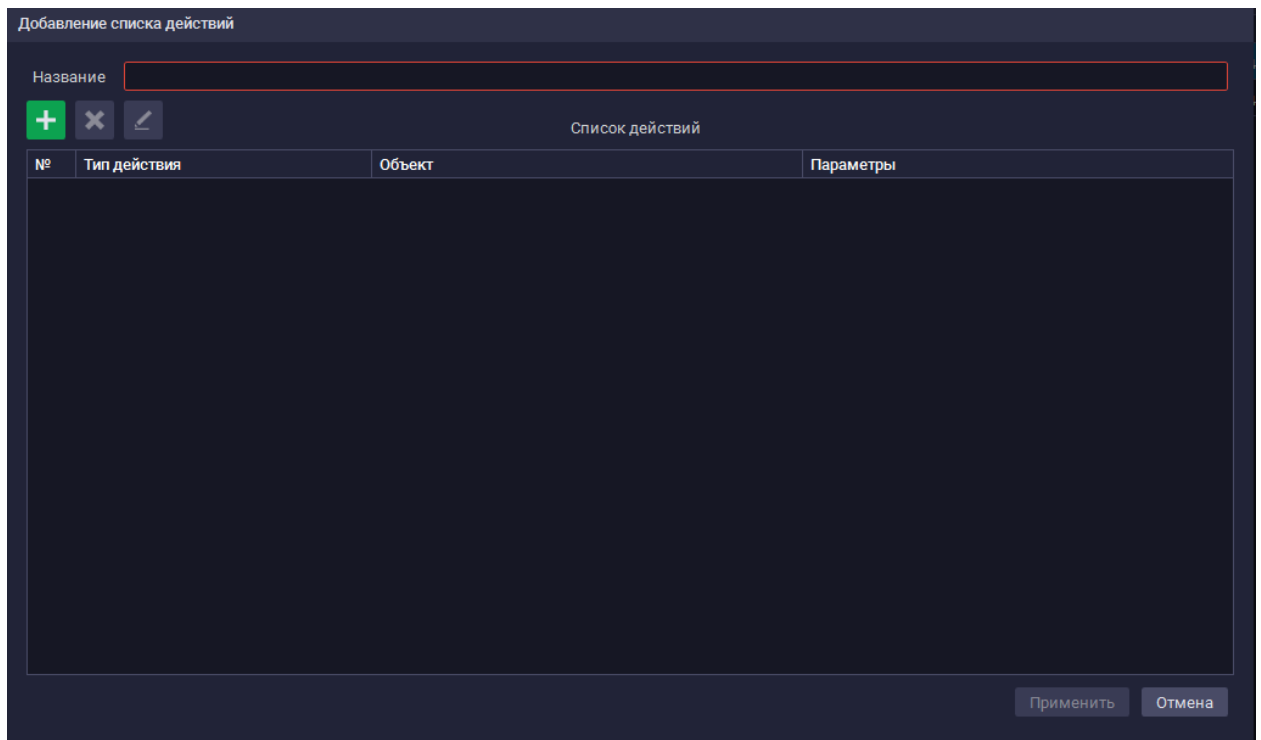 Добавление списка действий
Название
Список действий
№ Тип действия Объект Параметры
Применить Отмена